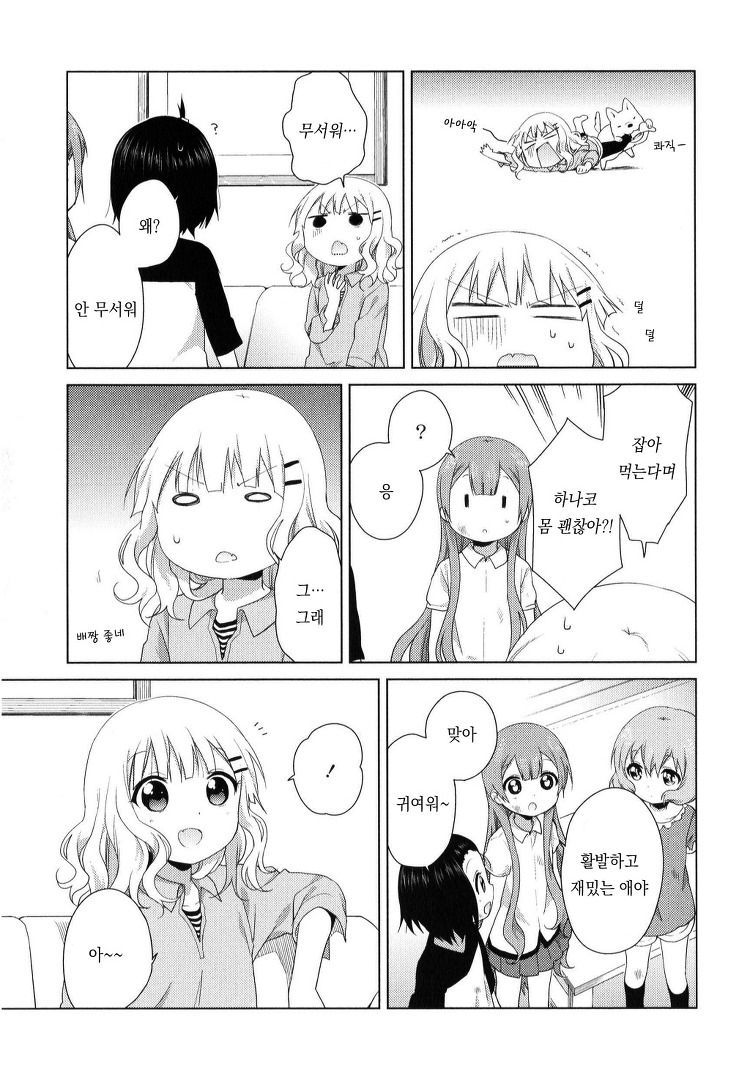 아아악
콰직ー
덜
덜
무서워…
?
왜?
안 무서워
잡아
먹는다며
하나코
몸 괜찮아?!
?
응
그…
그래
배짱 좋네
활발하고
재밌는 애야
맞아
귀여워~
!
아~~